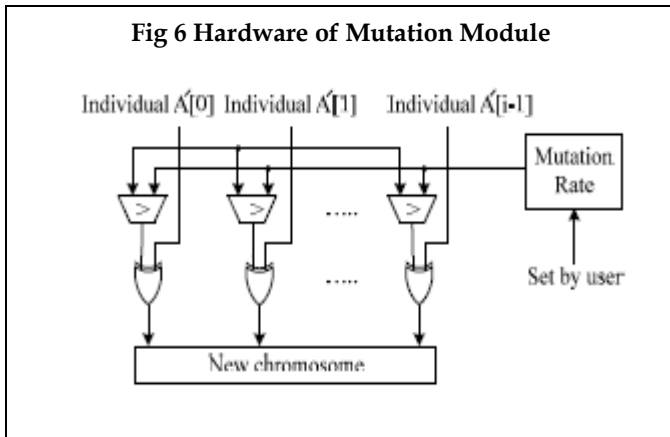 Fig 6 Hardware of Mutation Module
Individual A'[0] Individual A'[1] Individual A'[i-1]
Mutation
Rate
> > ..... >
..... Set by user
New chromosome